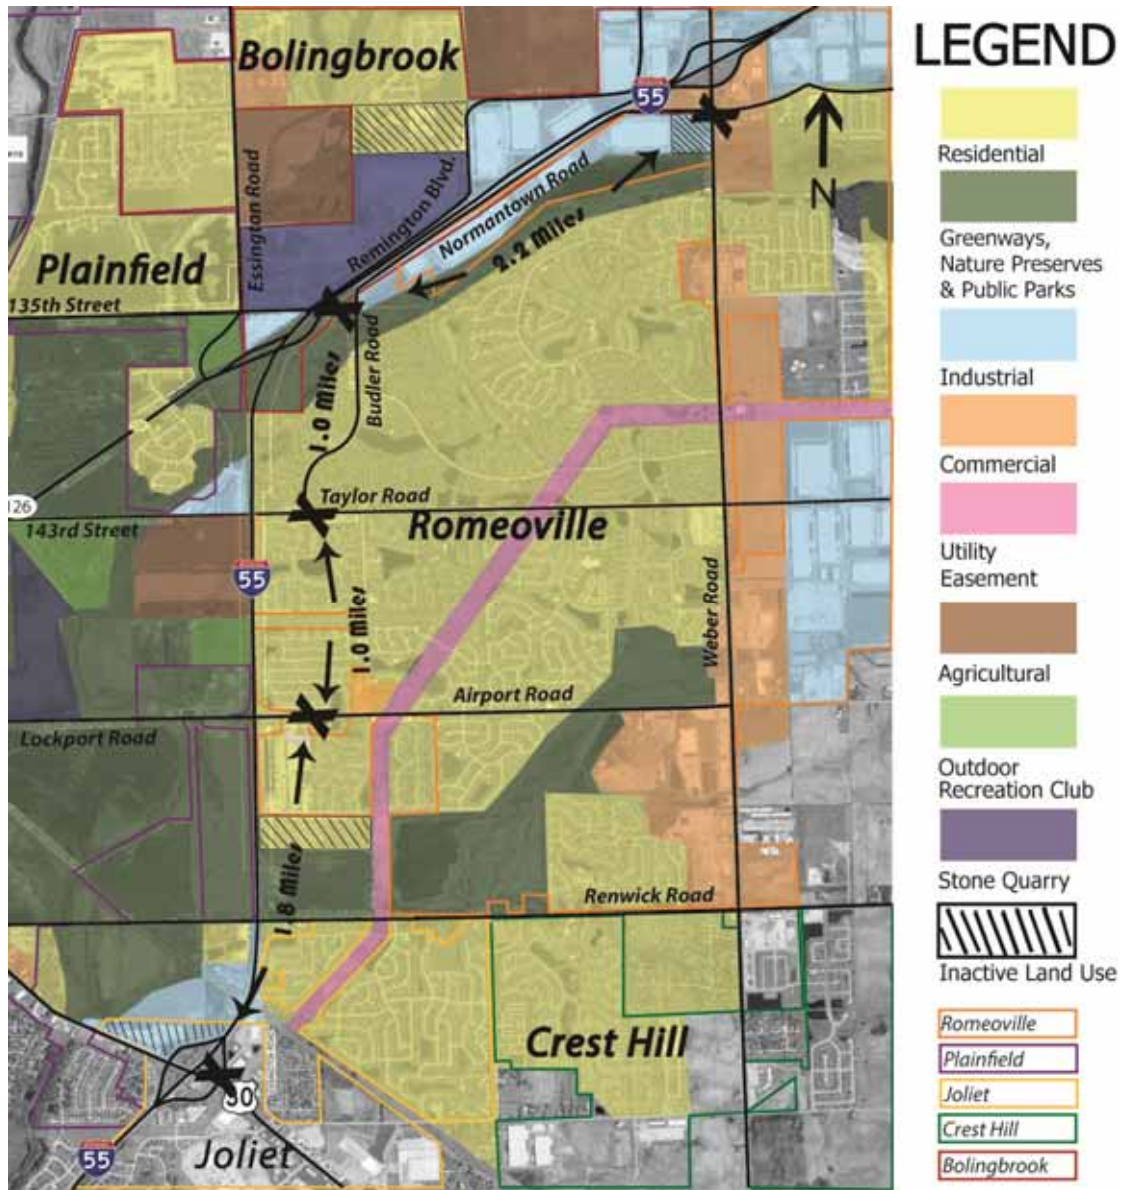 Bolingbrook
55
Essington Road
Remington Blvd.
Normantown Road
2.2 Miles
N
Plainfield
135th Street
1.0 Miles
Budler Road
126
Taylor Road
143rd Street
Romeoville
55
Weber Road
1.0 Miles
Airport Road
Lockport Road
1.8 Miles
Renwick Road
Crest Hill
30
Joliet
55
LEGEND
Residential
Greenways,
Nature Preserves
& Public Parks
Industrial
Commercial
Utility
Easement
Agricultural
Outdoor
Recreation Club
Stone Quarry
Inactive Land Use
Romeoville
Plainfield
Joliet
Crest Hill
Bolingbrook